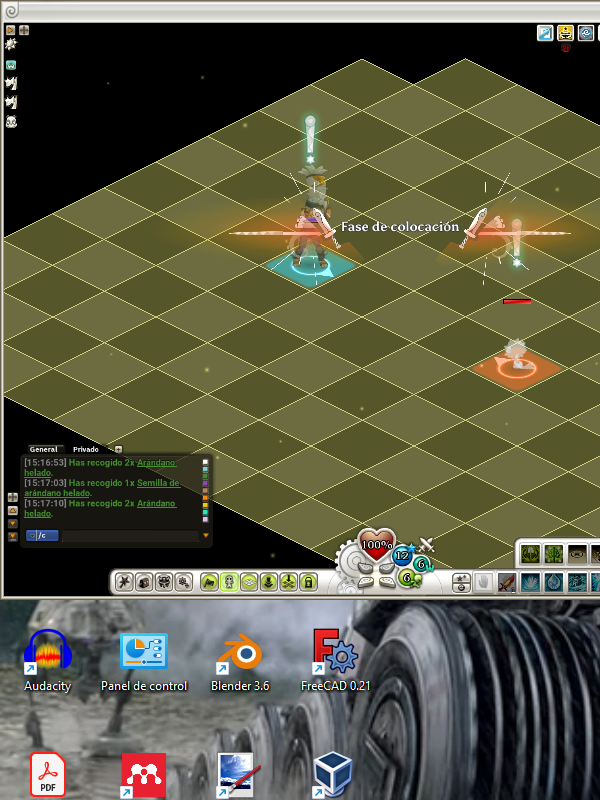 Fase de colocación
General Privado
[15:16:53] Has recogido 2x Arándano
helado.
[15:17:03] Has recogido 1x Semilla de
arándano helado.
[15:17:10] Has recogido 2x Arándano
helado.
/c
100%
12
6
6
Audacity Panel de control Blender 3.6 FreeCAD 0.21
PDF